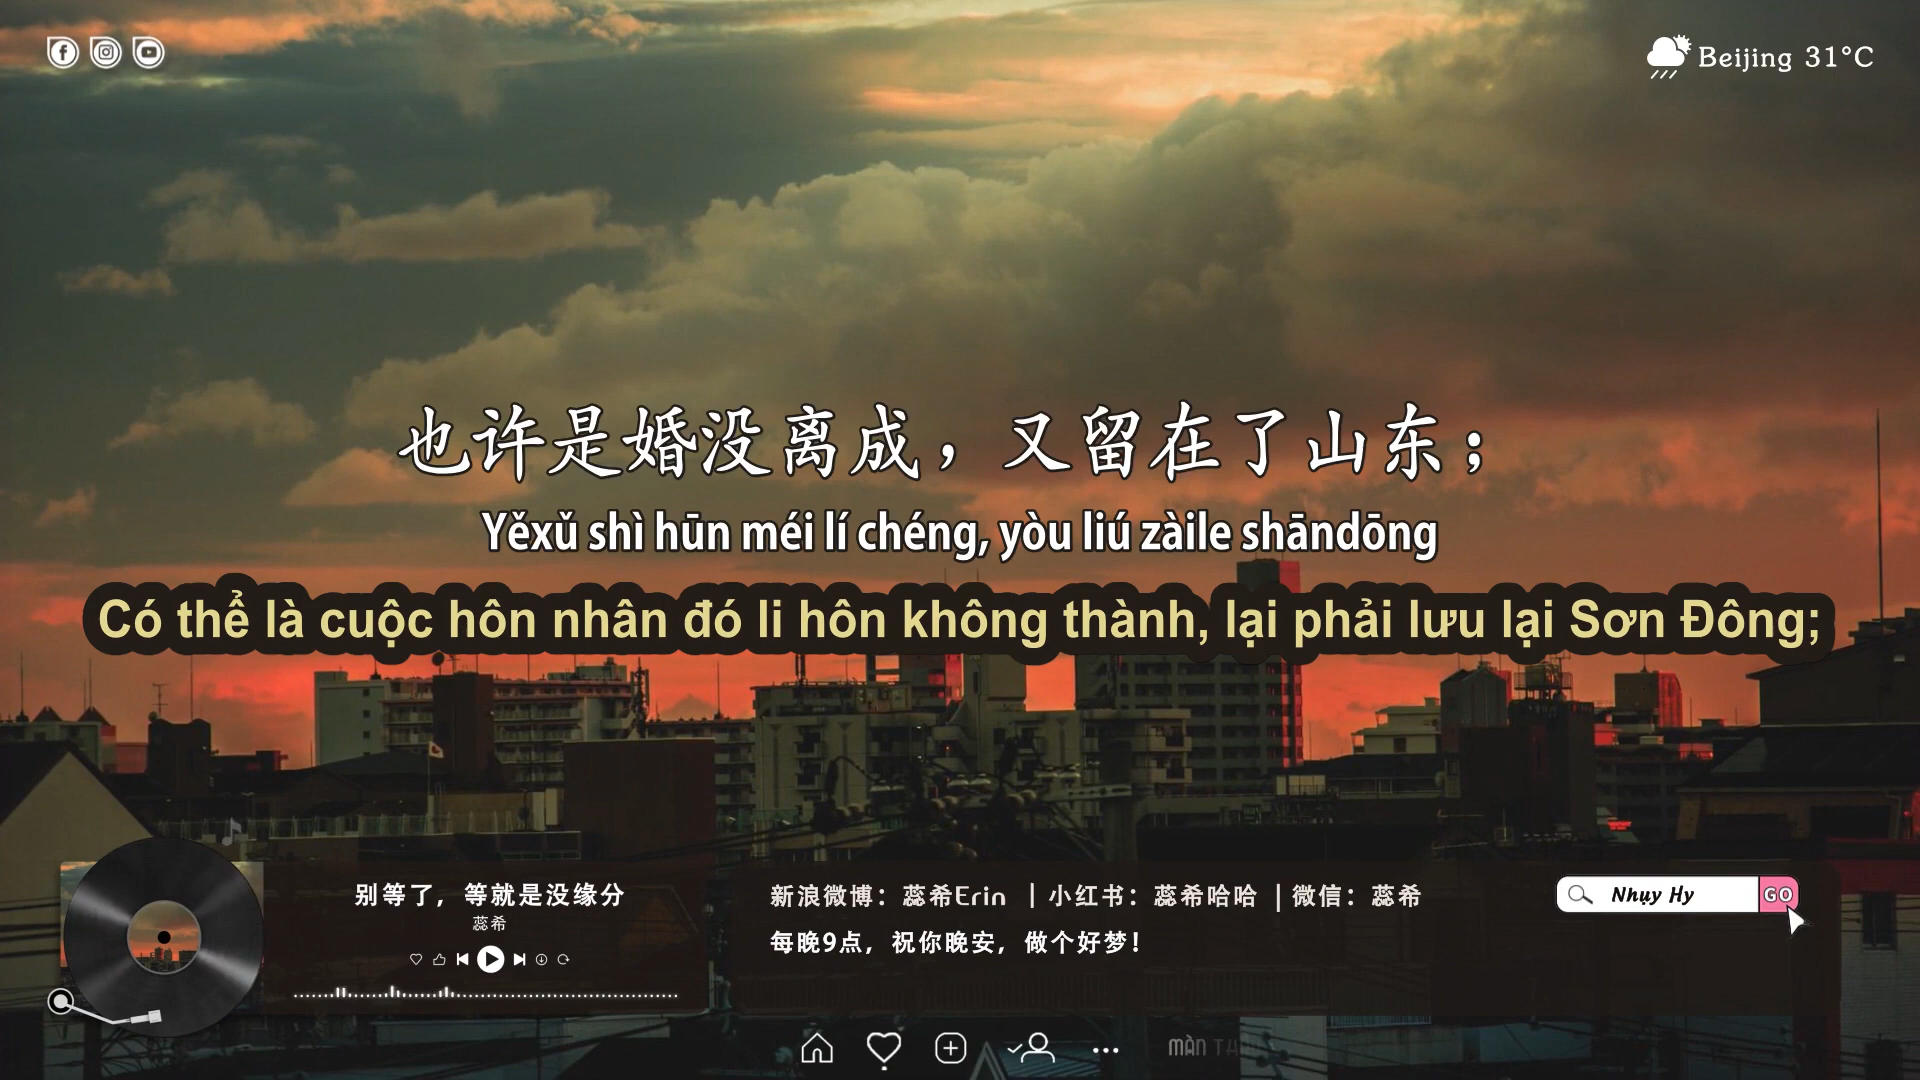 Beijing 31°C
也许是婚没离成，又留在了山东；
Yěxǔ shì hūn méi lí chéng, yòu liú zàile shāndōng
Có thể là cuộc hôn nhân đó li hôn không thành, lại phải lưu lại Sơn Đông;
别等了，等就是没缘分
蕊希
新浪微博：蕊希Erin ｜小红书：蕊希哈哈 ｜微信：蕊希
每晚9点，祝你晚安，做个好梦！
Nhụy Hy
GO
MÀN